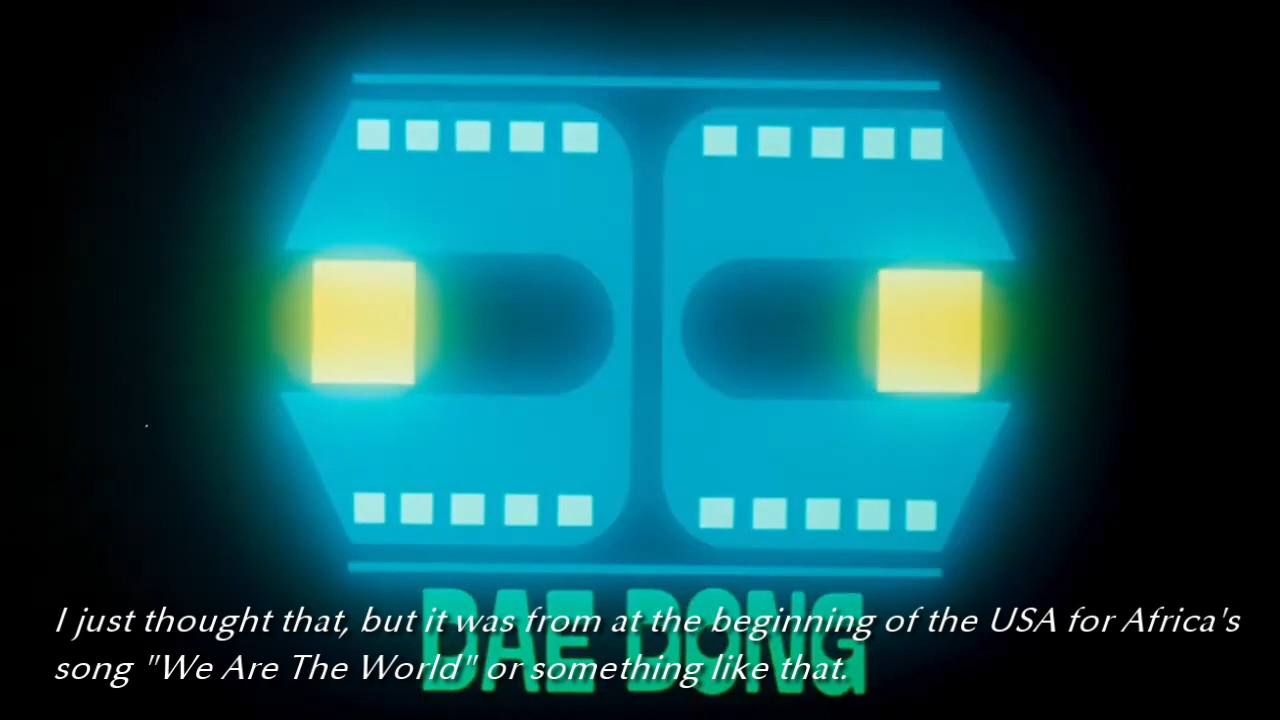 DAE DONG
I just thought that, but it was from at the beginning of the USA for Africa's
song "We Are The World" or something like that.